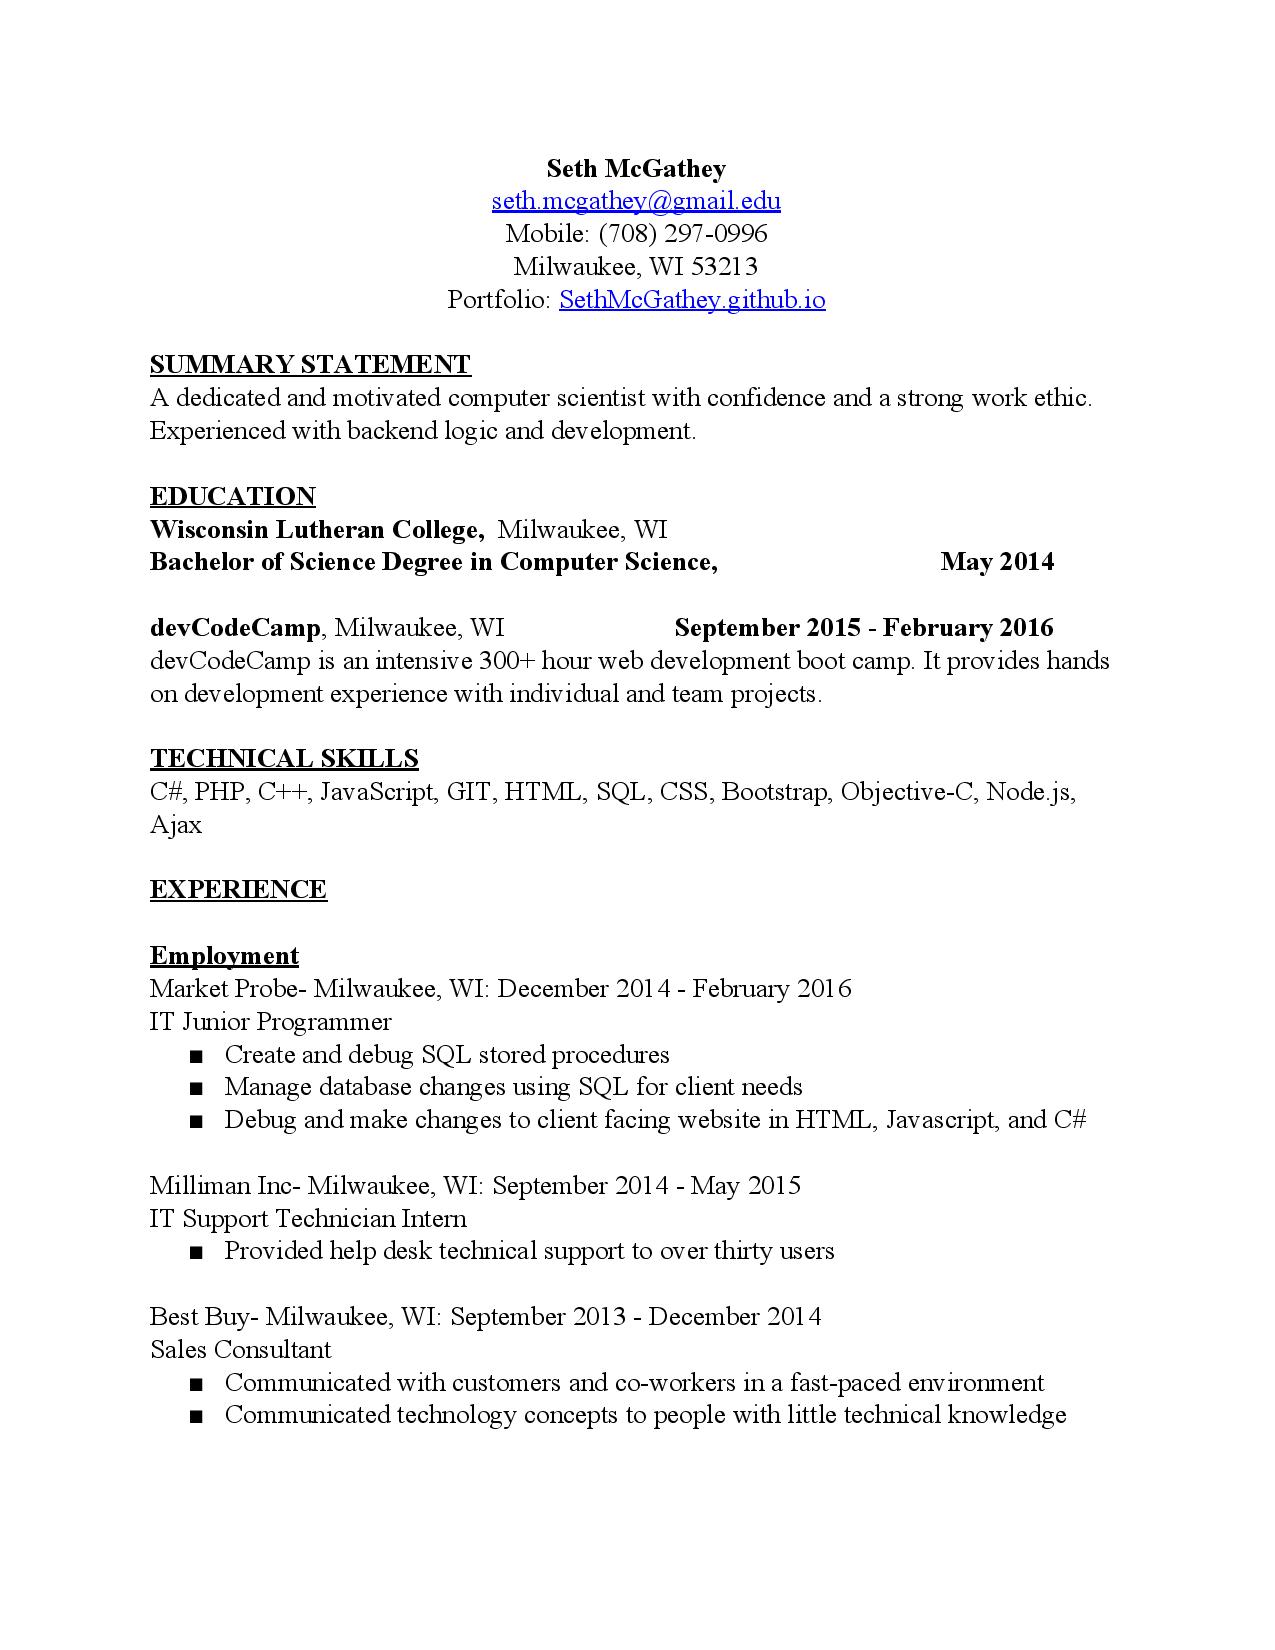 Seth McGathey
seth.mcgathey@gmail.edu
Mobile: (708) 297-0996
Milwaukee, WI 53213
Portfolio: SethMcGathey.github.io
SUMMARY STATEMENT
A dedicated and motivated computer scientist with confidence and a strong work ethic.
Experienced with backend logic and development.
EDUCATION
Wisconsin Lutheran College, Milwaukee, WI
Bachelor of Science Degree in Computer Science, May 2014
devCodeCamp, Milwaukee, WI September 2015 - February 2016
devCodeCamp is an intensive 300+ hour web development boot camp. It provides hands
on development experience with individual and team projects.
TECHNICAL SKILLS
C#, PHP, C++, JavaScript, GIT, HTML, SQL, CSS, Bootstrap, Objective-C, Node.js,
Ajax
EXPERIENCE
Employment
Market Probe- Milwaukee, WI: December 2014 - February 2016
IT Junior Programmer
■ Create and debug SQL stored procedures
■ Manage database changes using SQL for client needs
■ Debug and make changes to client facing website in HTML, Javascript, and C#
Milliman Inc- Milwaukee, WI: September 2014 - May 2015
IT Support Technician Intern
■ Provided help desk technical support to over thirty users
Best Buy- Milwaukee, WI: September 2013 - December 2014
Sales Consultant
■ Communicated with customers and co-workers in a fast-paced environment
■ Communicated technology concepts to people with little technical knowledge